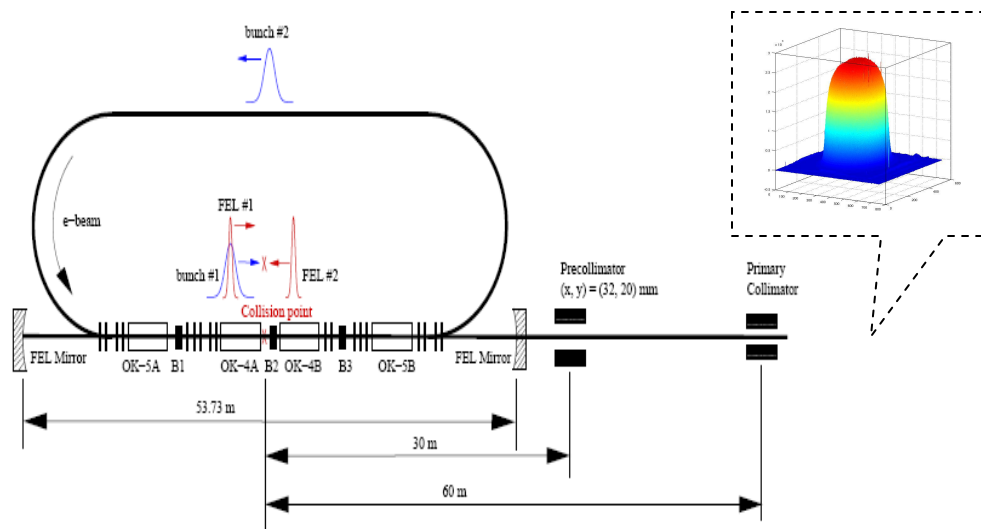 bunch #2
FEL #1
e−beam
bunch #1
FEL #2
Collision point
Precollimator
(x, y) = (32, 20) mm
Primary
Collimator
FEL Mirror
OK−5A
B1
OK−4A
B2
OK−4B
B3
OK−5B
FEL Mirror
53.73 m
30 m
60 m